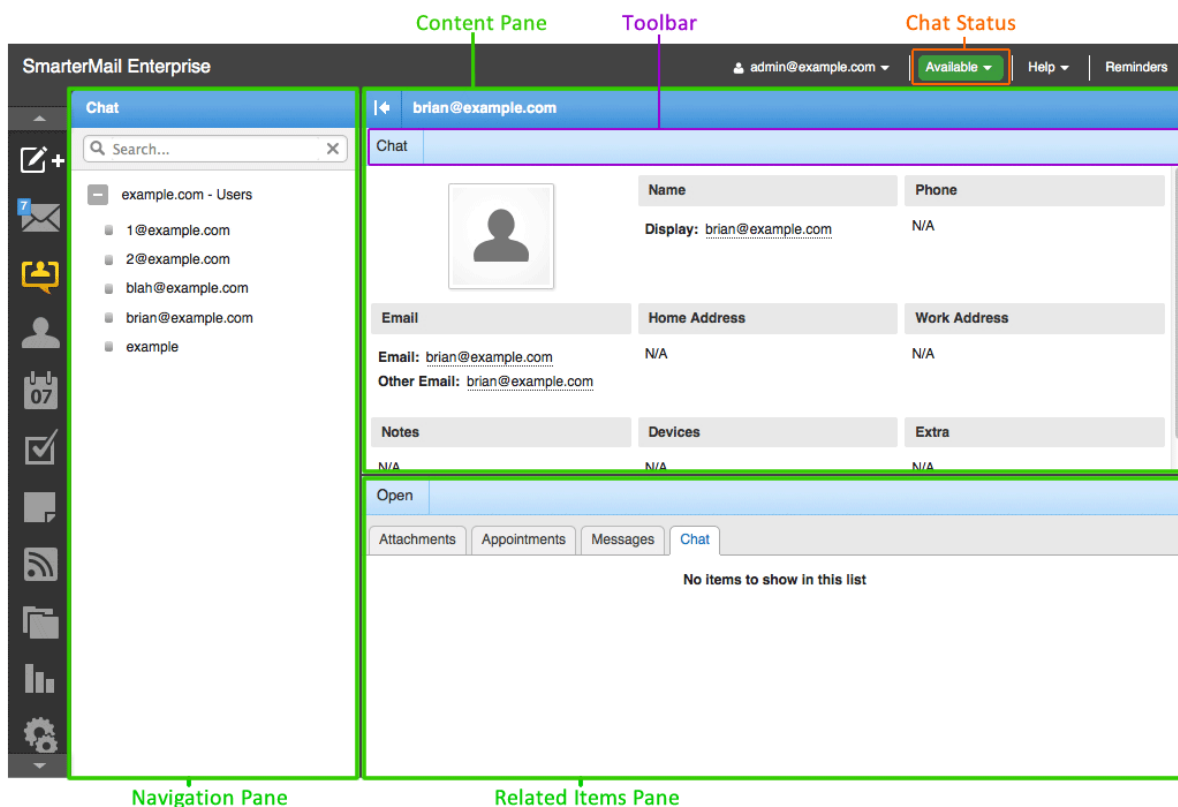 Content Pane Toolbar Chat Status
SmarterMail Enterprise admin@example.com Available Help Reminders
Chat
brian@example.com
Search...
Chat
example.com - Users
1@example.com
2@example.com
blah@example.com
brian@example.com
example
7
07
Name
Phone
Display: brian@example.com
N/A
Email
Home Address
Work Address
Email: brian@example.com
Other Email: brian@example.com
N/A
N/A
Notes
Devices
Extra
N/A
N/A
N/A
Open
Attachments Appointments Messages Chat
No items to show in this list
Navigation Pane Related Items Pane